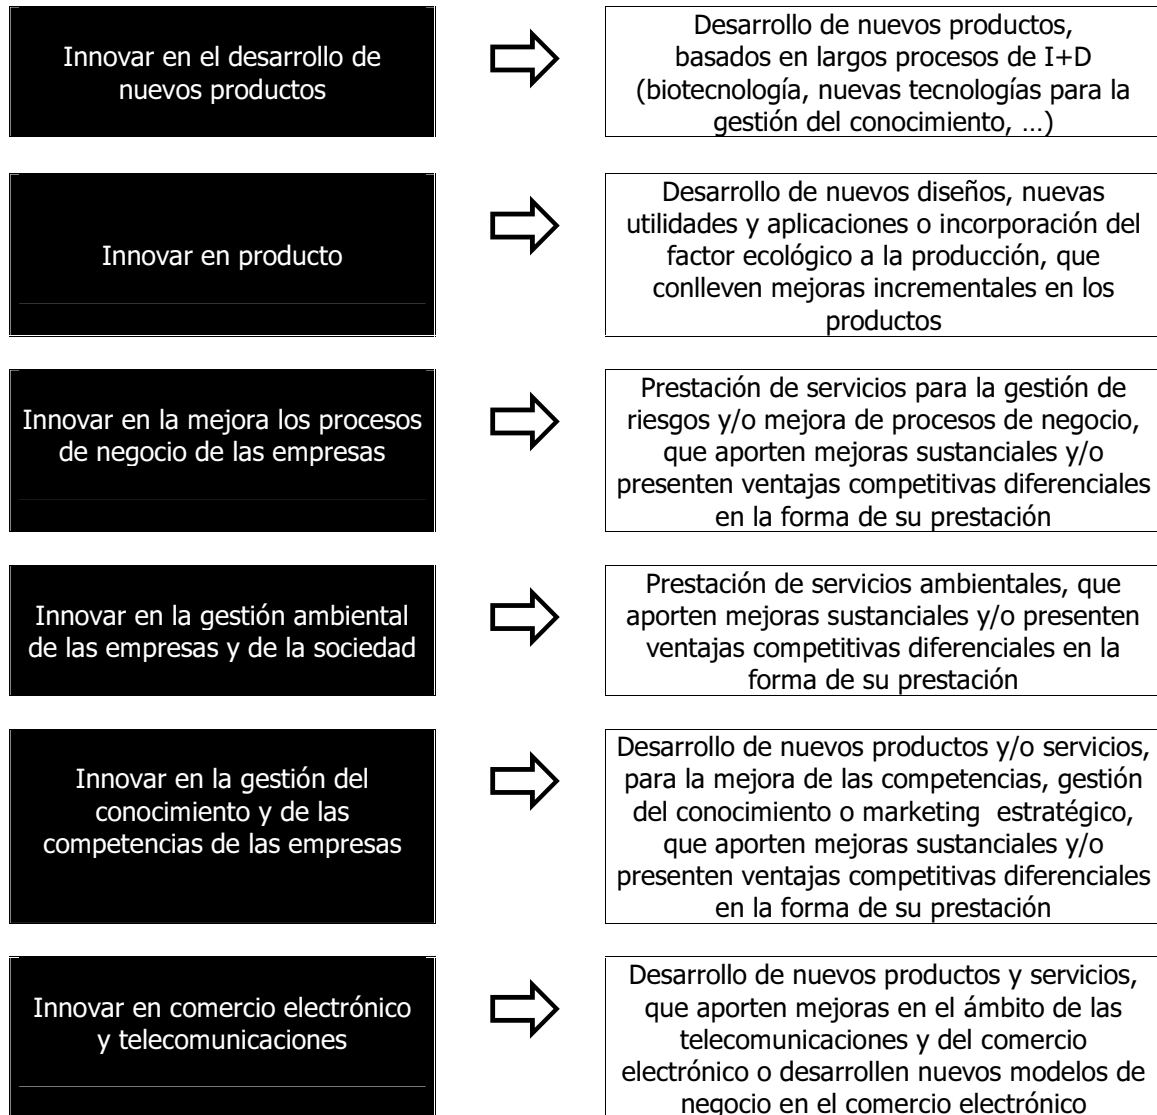 Innovar en el desarrollo de
nuevos productos
Desarrollo de nuevos productos,
basados en largos procesos de I+D
(biotecnología, nuevas tecnologías para la
gestión del conocimiento, …)
Innovar en producto
Desarrollo de nuevos diseños, nuevas
utilidades y aplicaciones o incorporación del
factor ecológico a la producción, que
conlleven mejoras incrementales en los
productos
Innovar en la mejora los procesos
de negocio de las empresas
Prestación de servicios para la gestión de
riesgos y/o mejora de procesos de negocio,
que aporten mejoras sustanciales y/o
presenten ventajas competitivas diferenciales
en la forma de su prestación
Innovar en la gestión ambiental
de las empresas y de la sociedad
Prestación de servicios ambientales, que
aporten mejoras sustanciales y/o presenten
ventajas competitivas diferenciales en la
forma de su prestación
Innovar en la gestión del
conocimiento y de las
competencias de las empresas
Desarrollo de nuevos productos y/o servicios,
para la mejora de las competencias, gestión
del conocimiento o marketing estratégico,
que aporten mejoras sustanciales y/o
presenten ventajas competitivas diferenciales
en la forma de su prestación
Innovar en comercio electrónico
y telecomunicaciones
Desarrollo de nuevos productos y servicios,
que aporten mejoras en el ámbito de las
telecomunicaciones y del comercio
electrónico o desarrollen nuevos modelos de
negocio en el comercio electrónico